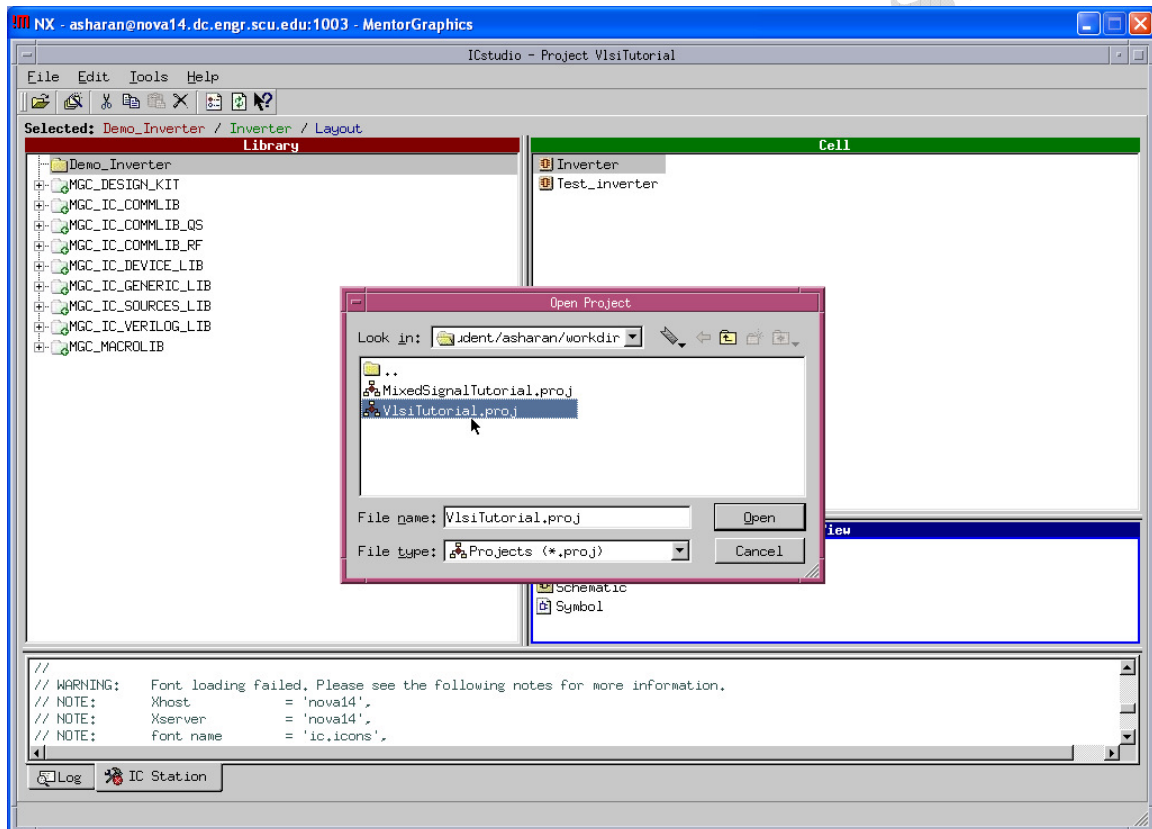 NX - asharan@nova14.dc.engr.scu.edu:1003 - MentorGraphics
ICstudio - Project VlsiTutorial
File Edit Tools Help
Selected: Demo_Inverter / Inverter / Layout
Library
Demo_Inverter
MGC_DESIGN_KIT
MGC_IC_COMMLIB
MGC_IC_COMMLIB_QS
MGC_IC_COMMLIB_RF
MGC_IC_DEVICE_LIB
MGC_IC_GENERIC_LIB
MGC_IC_SOURCES_LIB
MGC_IC_VERILOG_LIB
MGC_MACROLIB
Cell
Inverter
Test_inverter
Open Project
Look in: udent/asharan/workdir
..
MixedSignalTutorial.proj
VlsiTutorial.proj
File name: VlsiTutorial.proj
Open
File type: Projects (*.proj)
Cancel
iew
Schematic
Symbol
//
// WARNING: Font loading failed. Please see the following notes for more information.
// NOTE: Xhost = 'nova14',
// NOTE: Xserver = 'nova14',
// NOTE: font name = 'ic.icons',
Log
IC Station